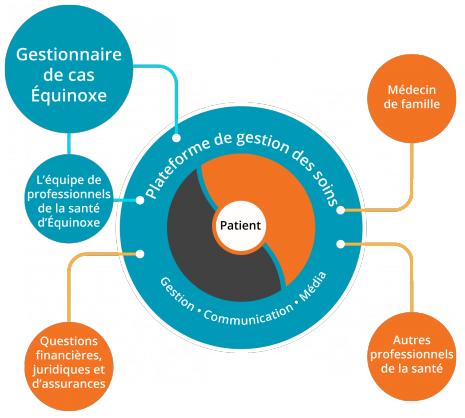 Gestionnaire
de cas
Équinoxe
Médecin
de famille
Plateforme de gestion des soins
L'équipe de
professionnels
de la santé
d'Équinoxe
Patient
Gestion • Communication • Média
Questions
financières,
juridiques et
d'assurances
Autres
professionnels
de la santé